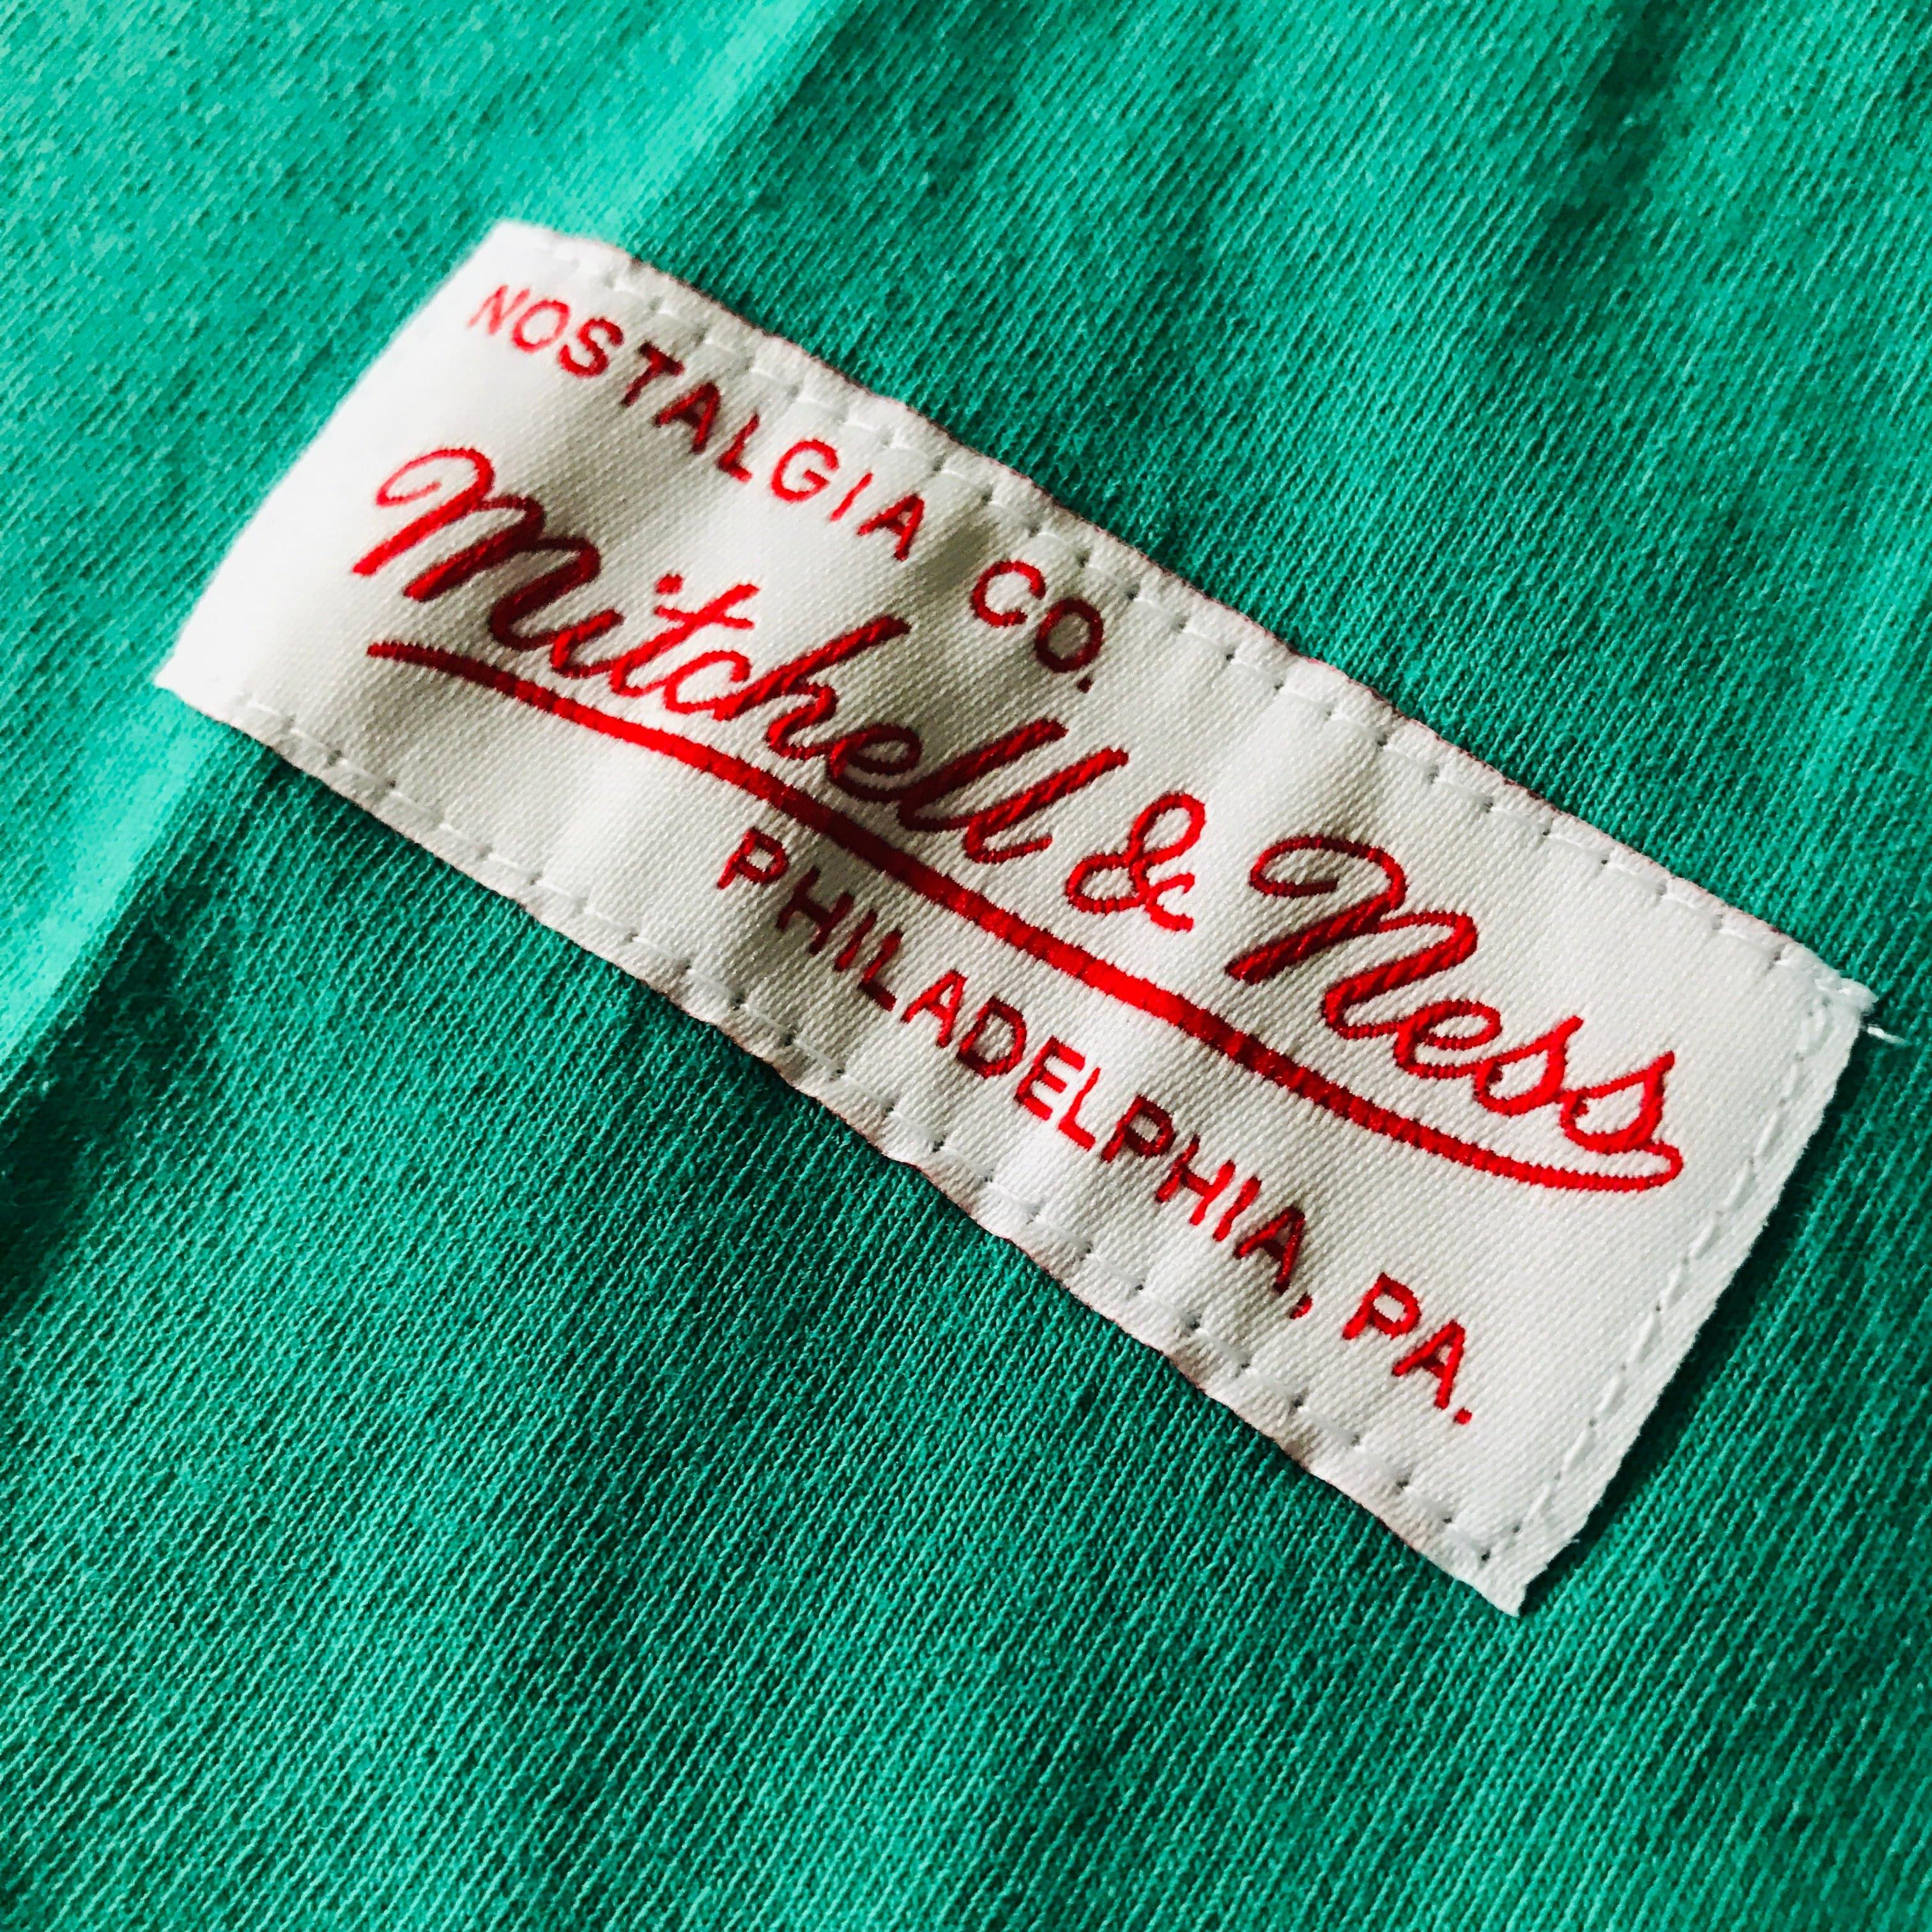 NOSTALGIA CO.
Mitchell & Ness
PHILADELPHIA, PA.